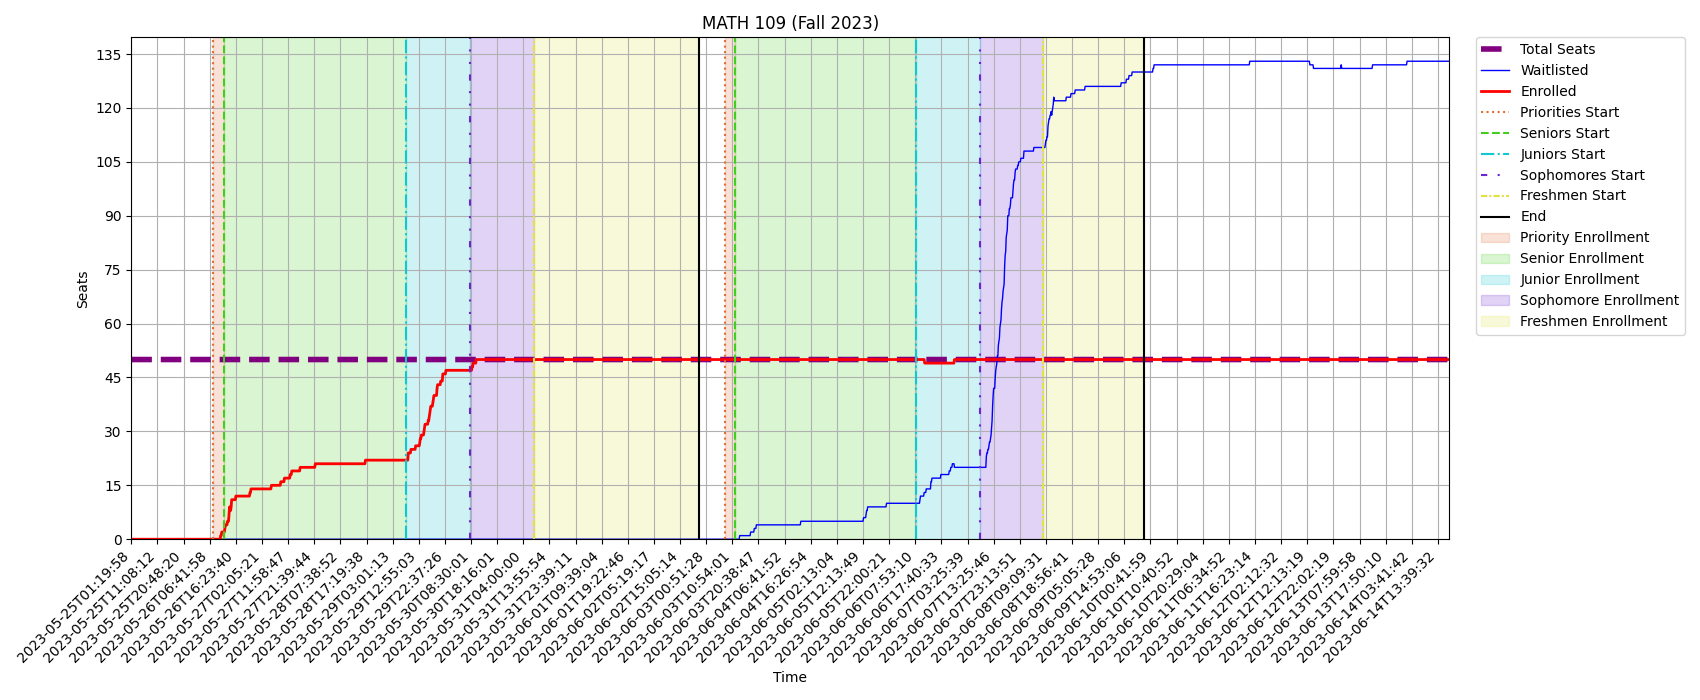 MATH 109 (Fall 2023)
Seats
135
120
105
90
75
60
45
30
15
0
2023-05-25T01:19:58
2023-05-25T11:08:12
2023-05-25T20:48:20
2023-05-26T06:41:58
2023-05-26T16:23:40
2023-05-27T02:05:21
2023-05-27T11:58:47
2023-05-27T21:39:44
2023-05-28T07:38:52
2023-05-28T17:19:38
2023-05-29T03:01:13
2023-05-29T12:55:03
2023-05-29T22:37:26
2023-05-30T08:30:01
2023-05-30T18:16:01
2023-05-31T04:00:00
2023-05-31T13:55:54
2023-05-31T23:39:11
2023-06-01T09:39:04
2023-06-01T19:22:46
2023-06-02T05:19:17
2023-06-02T15:05:14
2023-06-03T00:51:28
2023-06-03T10:54:01
2023-06-03T20:38:47
2023-06-04T06:41:52
2023-06-04T16:26:54
2023-06-05T02:13:04
2023-06-05T12:13:49
2023-06-05T22:00:21
2023-06-06T07:53:10
2023-06-06T17:40:33
2023-06-07T03:25:39
2023-06-07T13:25:46
2023-06-07T23:13:51
2023-06-08T09:09:31
2023-06-08T18:56:41
2023-06-09T05:05:28
2023-06-09T14:53:06
2023-06-10T00:41:59
2023-06-10T10:40:52
2023-06-10T20:29:04
2023-06-11T06:34:52
2023-06-11T16:23:14
2023-06-12T02:12:32
2023-06-12T12:13:19
2023-06-12T22:02:19
2023-06-13T07:59:58
2023-06-13T17:50:10
2023-06-14T03:41:42
2023-06-14T13:39:32
Time
Total Seats
Waitlisted
Enrolled
Priorities Start
Seniors Start
Juniors Start
Sophomores Start
Freshmen Start
End
Priority Enrollment
Senior Enrollment
Junior Enrollment
Sophomore Enrollment
Freshmen Enrollment